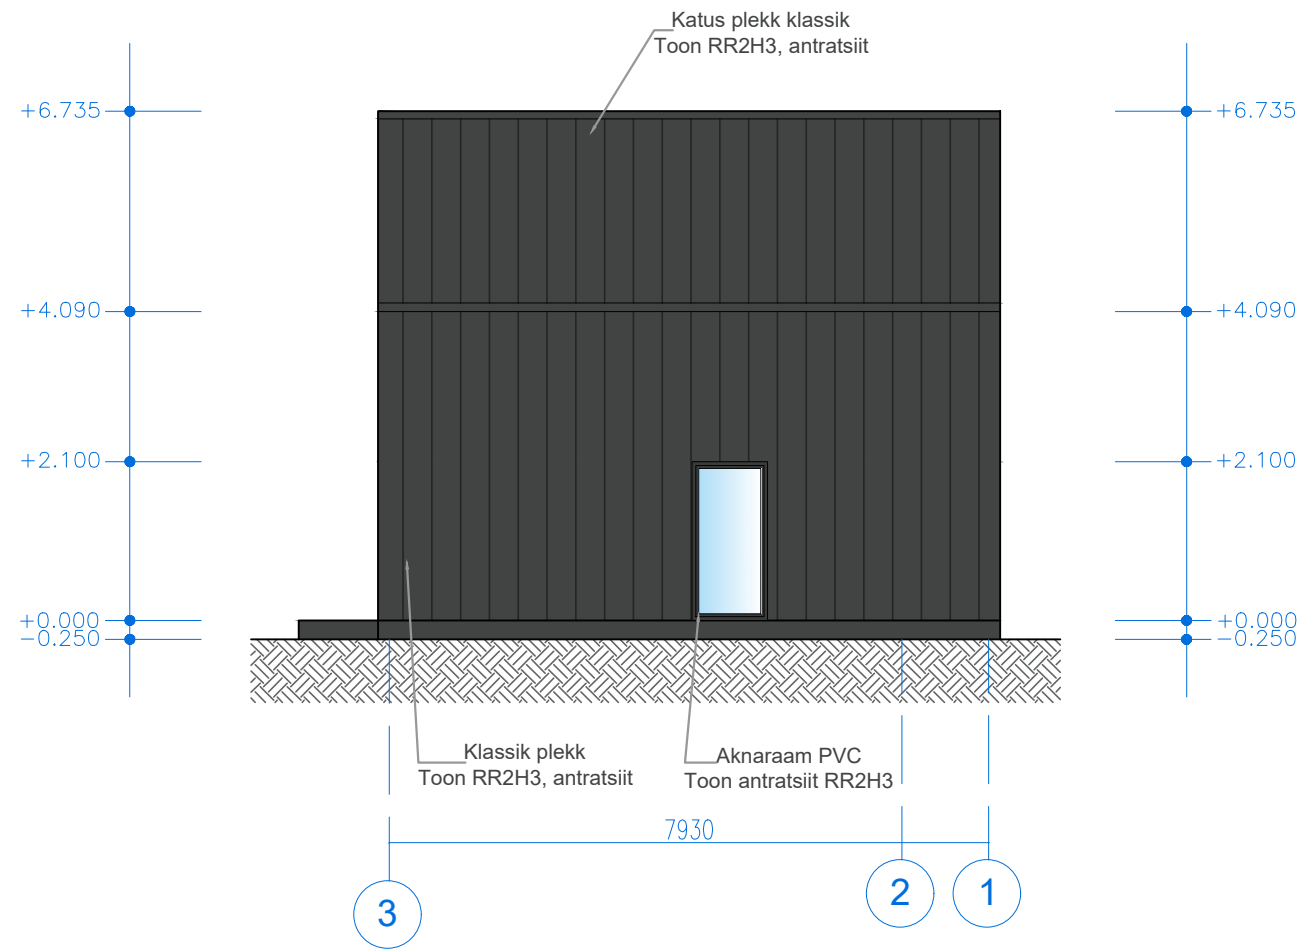 Katus plekk klassik
Toon RR2H3, antratsiit
+6.735
+6.735
+4.090
+4.090
+2.100
+2.100
+0.000
+0.000
-0.250
-0.250
Klassik plekk
Toon RR2H3, antratsiit
Aknaraam PVC
Toon antratsiit RR2H3
7930
3
2
1